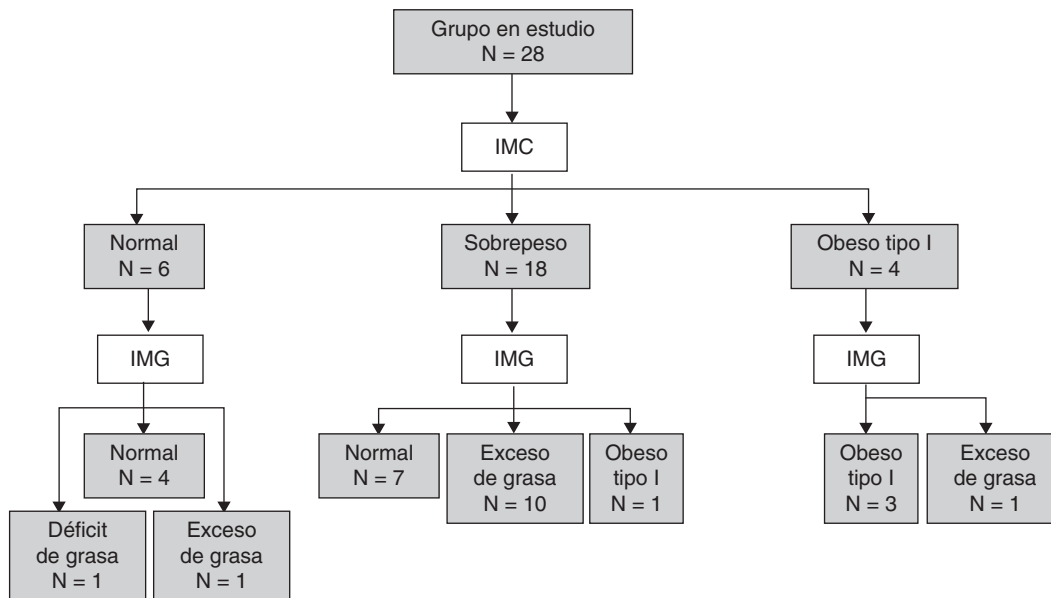 Grupo en estudio
N = 28
IMC
Normal
N = 6
Sobrepeso
N = 18
Obeso tipo I
N = 4
IMG
IMG
IMG
Normal
N = 4
Déficit
de grasa
N = 1
Exceso
de grasa
N = 1
Normal
N = 7
Exceso
de grasa
N = 10
Obeso
tipo I
N = 1
Obeso
tipo I
N = 3
Exceso
de grasa
N = 1